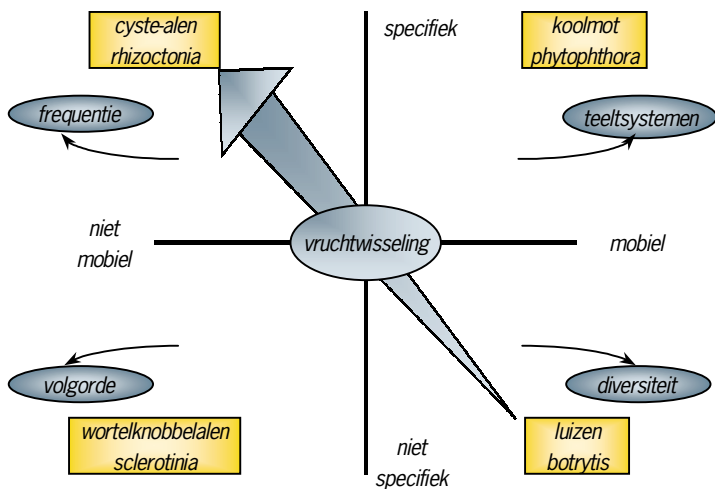 cyste-alen
rhizoctonia
specifiek
koolmot
phytophthora
frequentie
teeltsystemen
niet
mobiel
vruchtwisseling
mobiel
volgorde
diversiteit
wortelknobbelalen
sclerotinia
niet
specifiek
luizen
botrytis